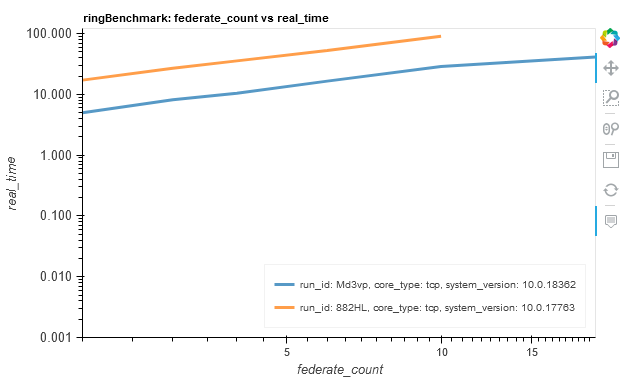 ringBenchmark: federate_count vs real_time
100.000
10.000
1.000
0.100
0.010
0.001
real_time
run_id: Md3vp, core_type: tcp, system_version: 10.0.18362
run_id: 882HL, core_type: tcp, system_version: 10.0.17763
5
10
15
federate_count